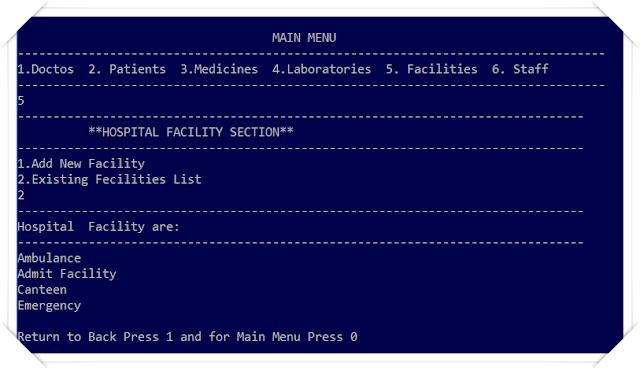 MAIN MENU
--------------------------------------------------------------------------------
1.Doctos  2. Patients  3.Medicines  4.Laboratories  5. Facilities  6. Staff
--------------------------------------------------------------------------------
5
--------------------------------------------------------------------------------
**HOSPITAL FACILITY SECTION**
--------------------------------------------------------------------------------
1.Add New Facility
2.Existing Fecilities List
2
--------------------------------------------------------------------------------
Hospital  Facility are:
--------------------------------------------------------------------------------
Ambulance
Admit Facility
Canteen
Emergency
Return to Back Press 1 and for Main Menu Press 0